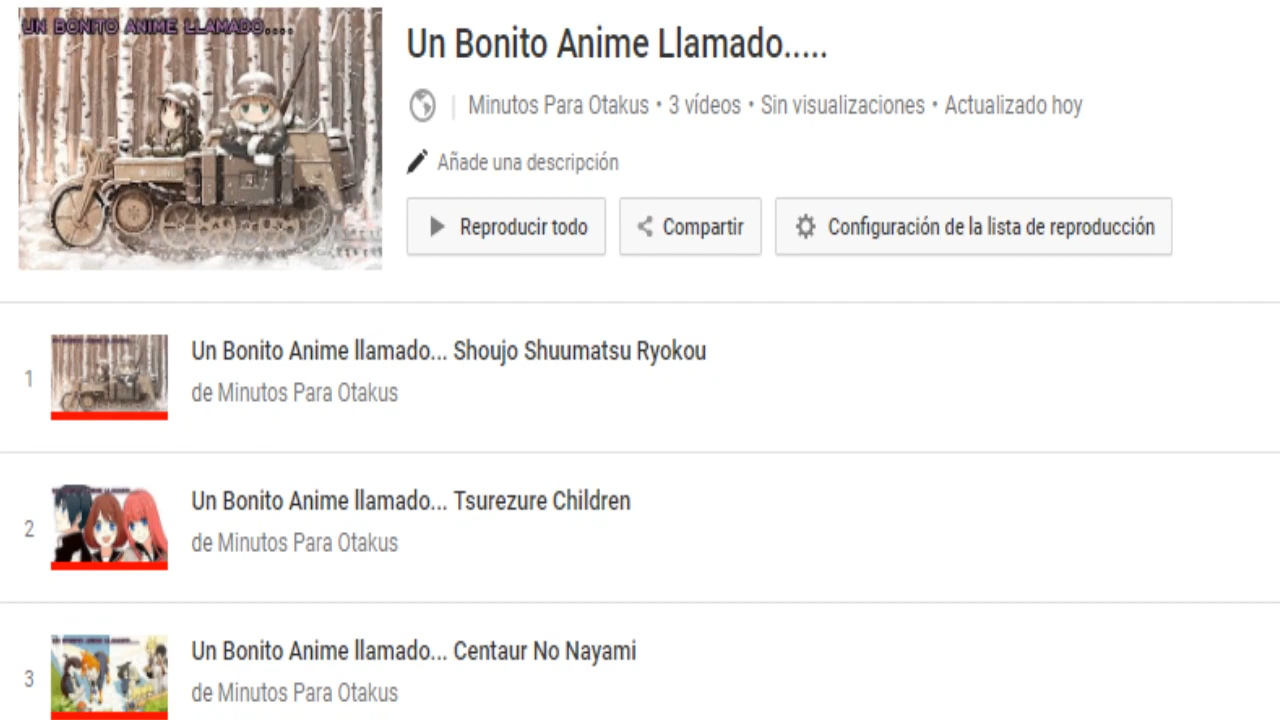 UN BONITO ANIME LLAMADO....
Un Bonito Anime Llamado.....
Minutos Para Otakus • 3 vídeos • Sin visualizaciones • Actualizado hoy
Añade una descripción
Reproducir todo
Compartir
Configuración de la lista de reproducción
1
Un Bonito Anime llamado... Shoujo Shuumatsu Ryokou
de Minutos Para Otakus
2
Un Bonito Anime llamado... Tsurezure Children
de Minutos Para Otakus
3
Un Bonito Anime llamado... Centaur No Nayami
de Minutos Para Otakus